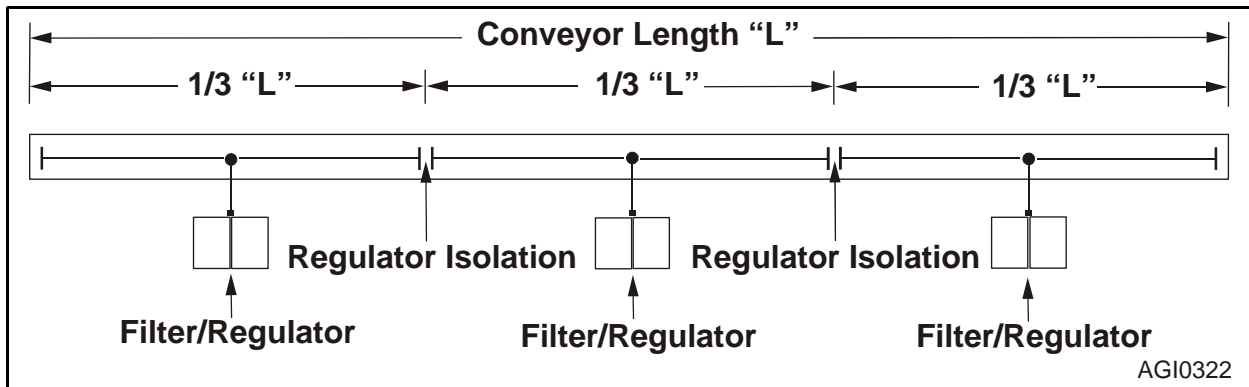 Conveyor Length “L”
1/3 “L” 1/3 “L” 1/3 “L”
Regulator Isolation Regulator Isolation
Filter/Regulator Filter/Regulator Filter/Regulator
AGI0322